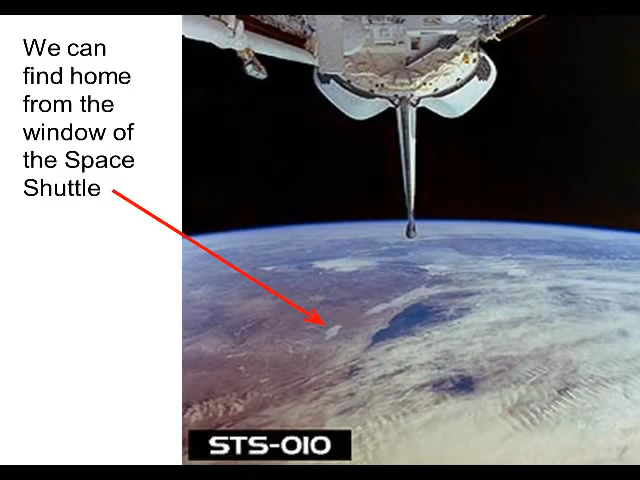 We can
find home
from the
window of
the Space
Shuttle
STS-010